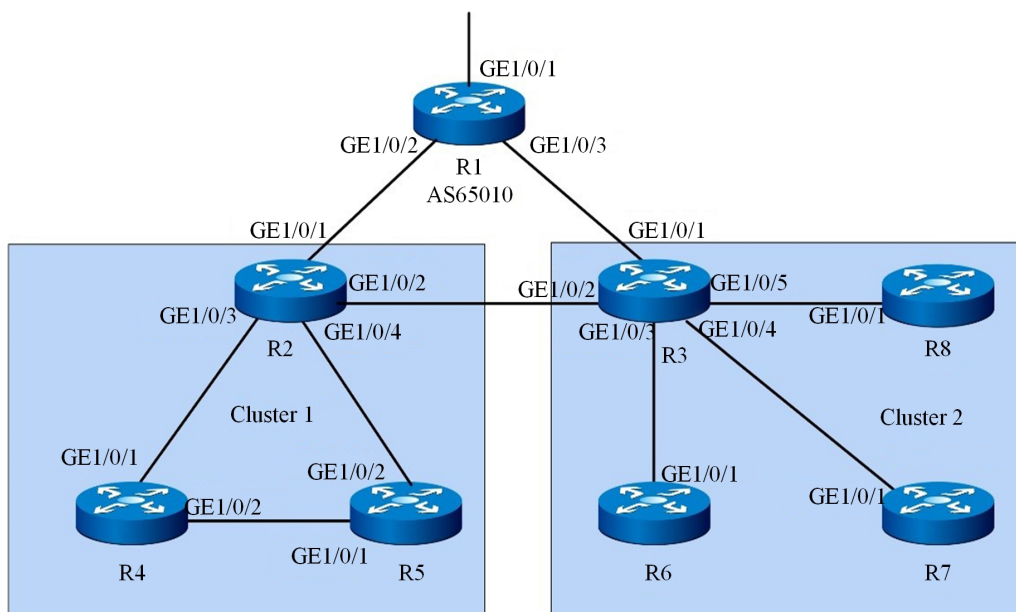 GE1/0/1
GE1/0/2
GE1/0/3
R1
AS65010
GE1/0/1
GE1/0/1
GE1/0/2
GE1/0/2
GE1/0/5
GE1/0/3
GE1/0/4
GE1/0/3
GE1/0/4
GE1/0/1
R2
R3
R8
Cluster 1
Cluster 2
GE1/0/1
GE1/0/2
GE1/0/1
GE1/0/2
GE1/0/1
GE1/0/1
R4
R5
R6
R7